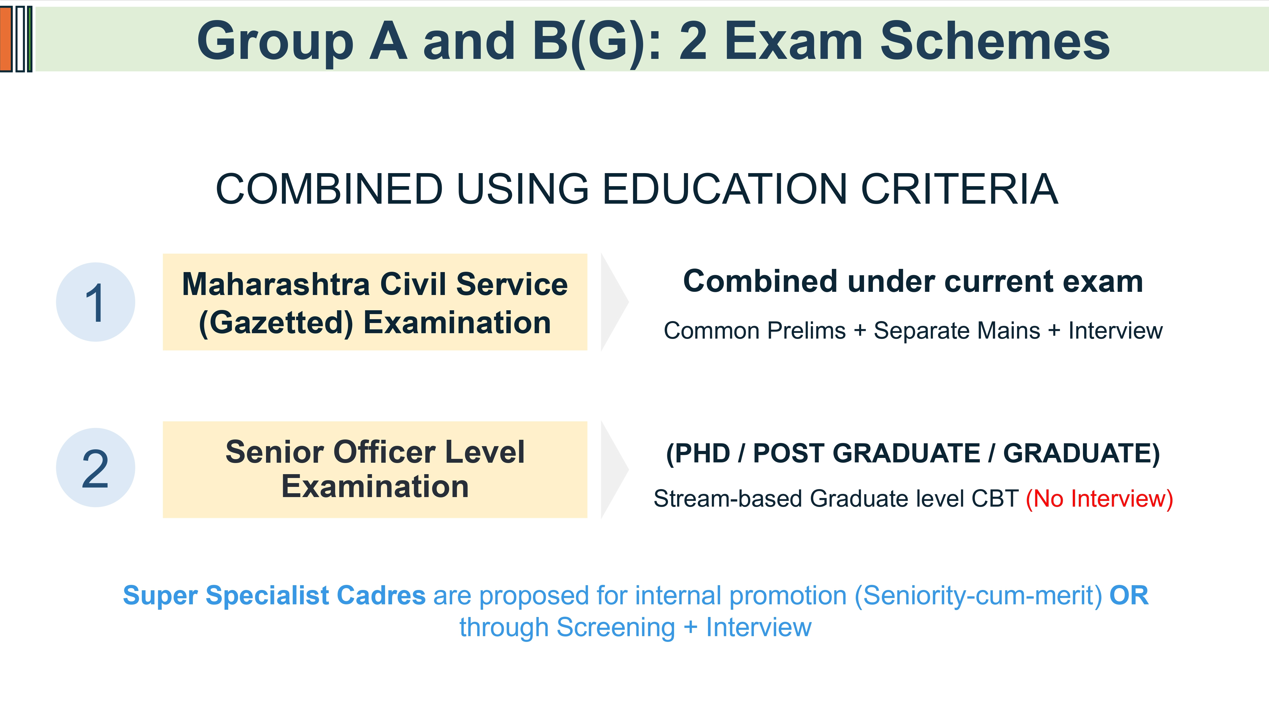 Group A and B(G): 2 Exam Schemes
COMBINED USING EDUCATION CRITERIA
1
Maharashtra Civil Service
(Gazetted) Examination
Combined under current exam
Common Prelims + Separate Mains + Interview
2
Senior Officer Level
Examination
(PHD / POST GRADUATE / GRADUATE)
Stream-based Graduate level CBT (No Interview)
Super Specialist Cadres are proposed for internal promotion (Seniority-cum-merit) OR
through Screening + Interview